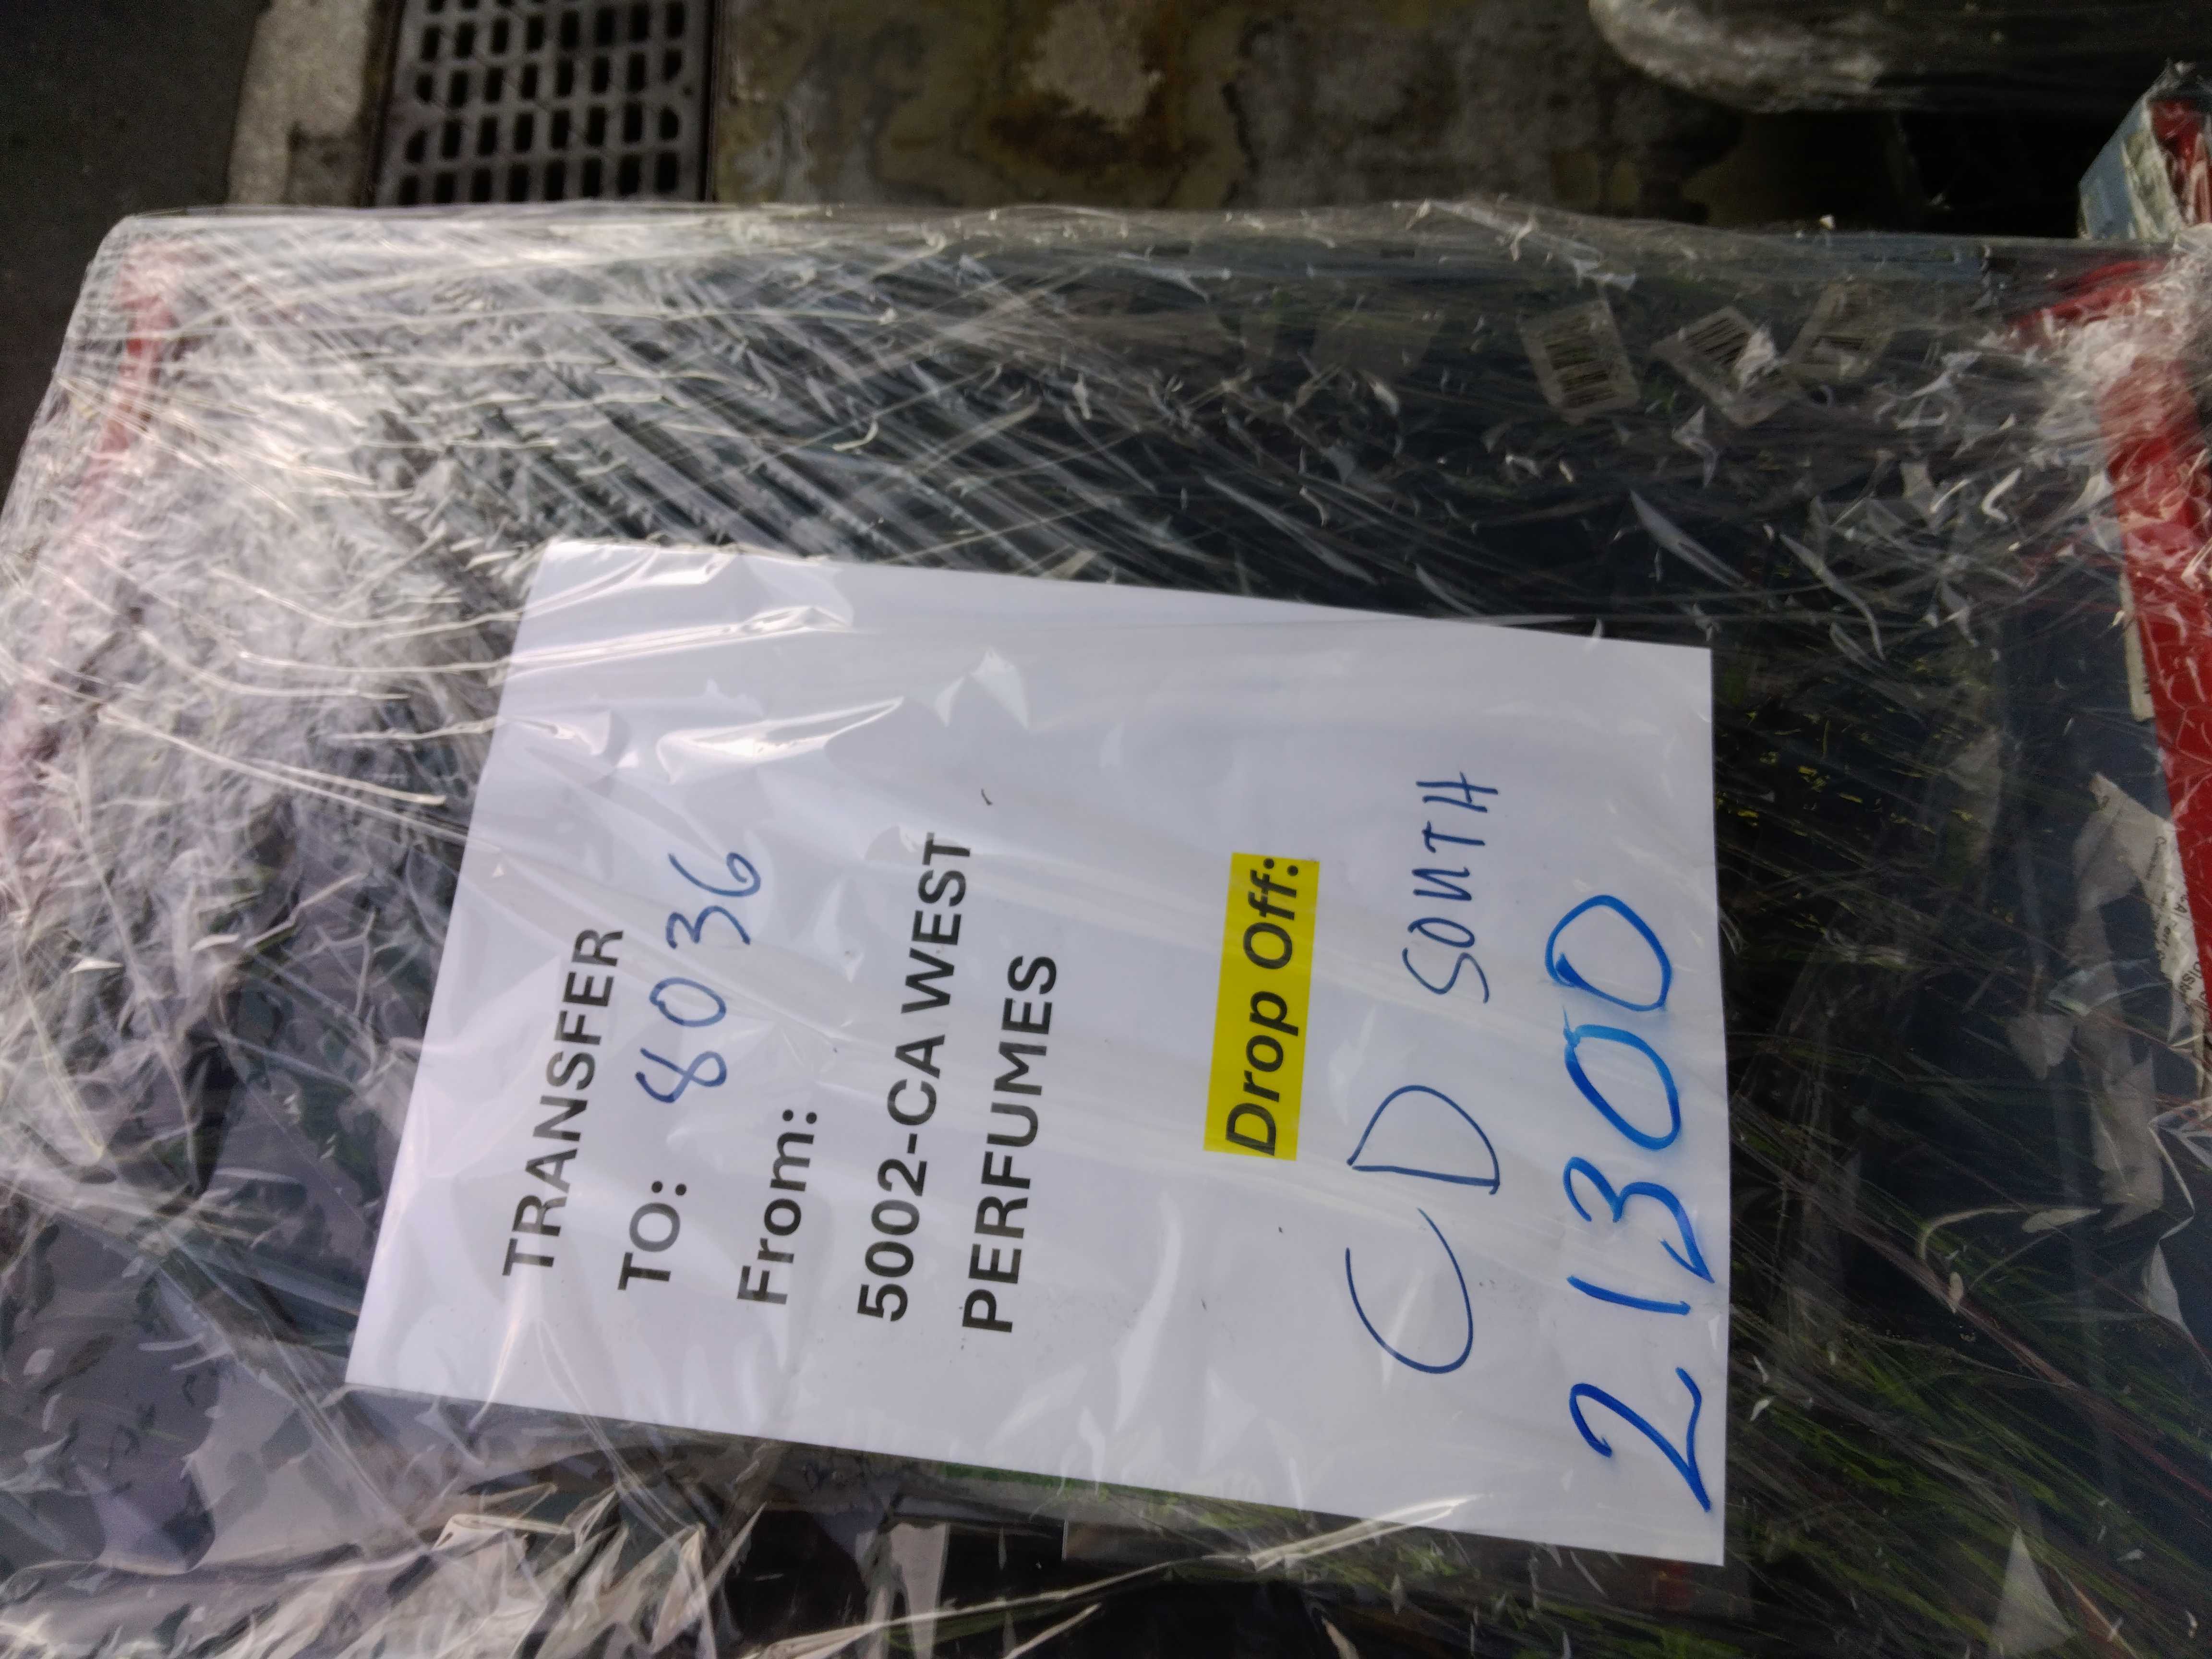 TRANSFER
TO: 8036
From:
5002-CA WEST
PERFUMES
Drop Off:
CD SOUTH
21300